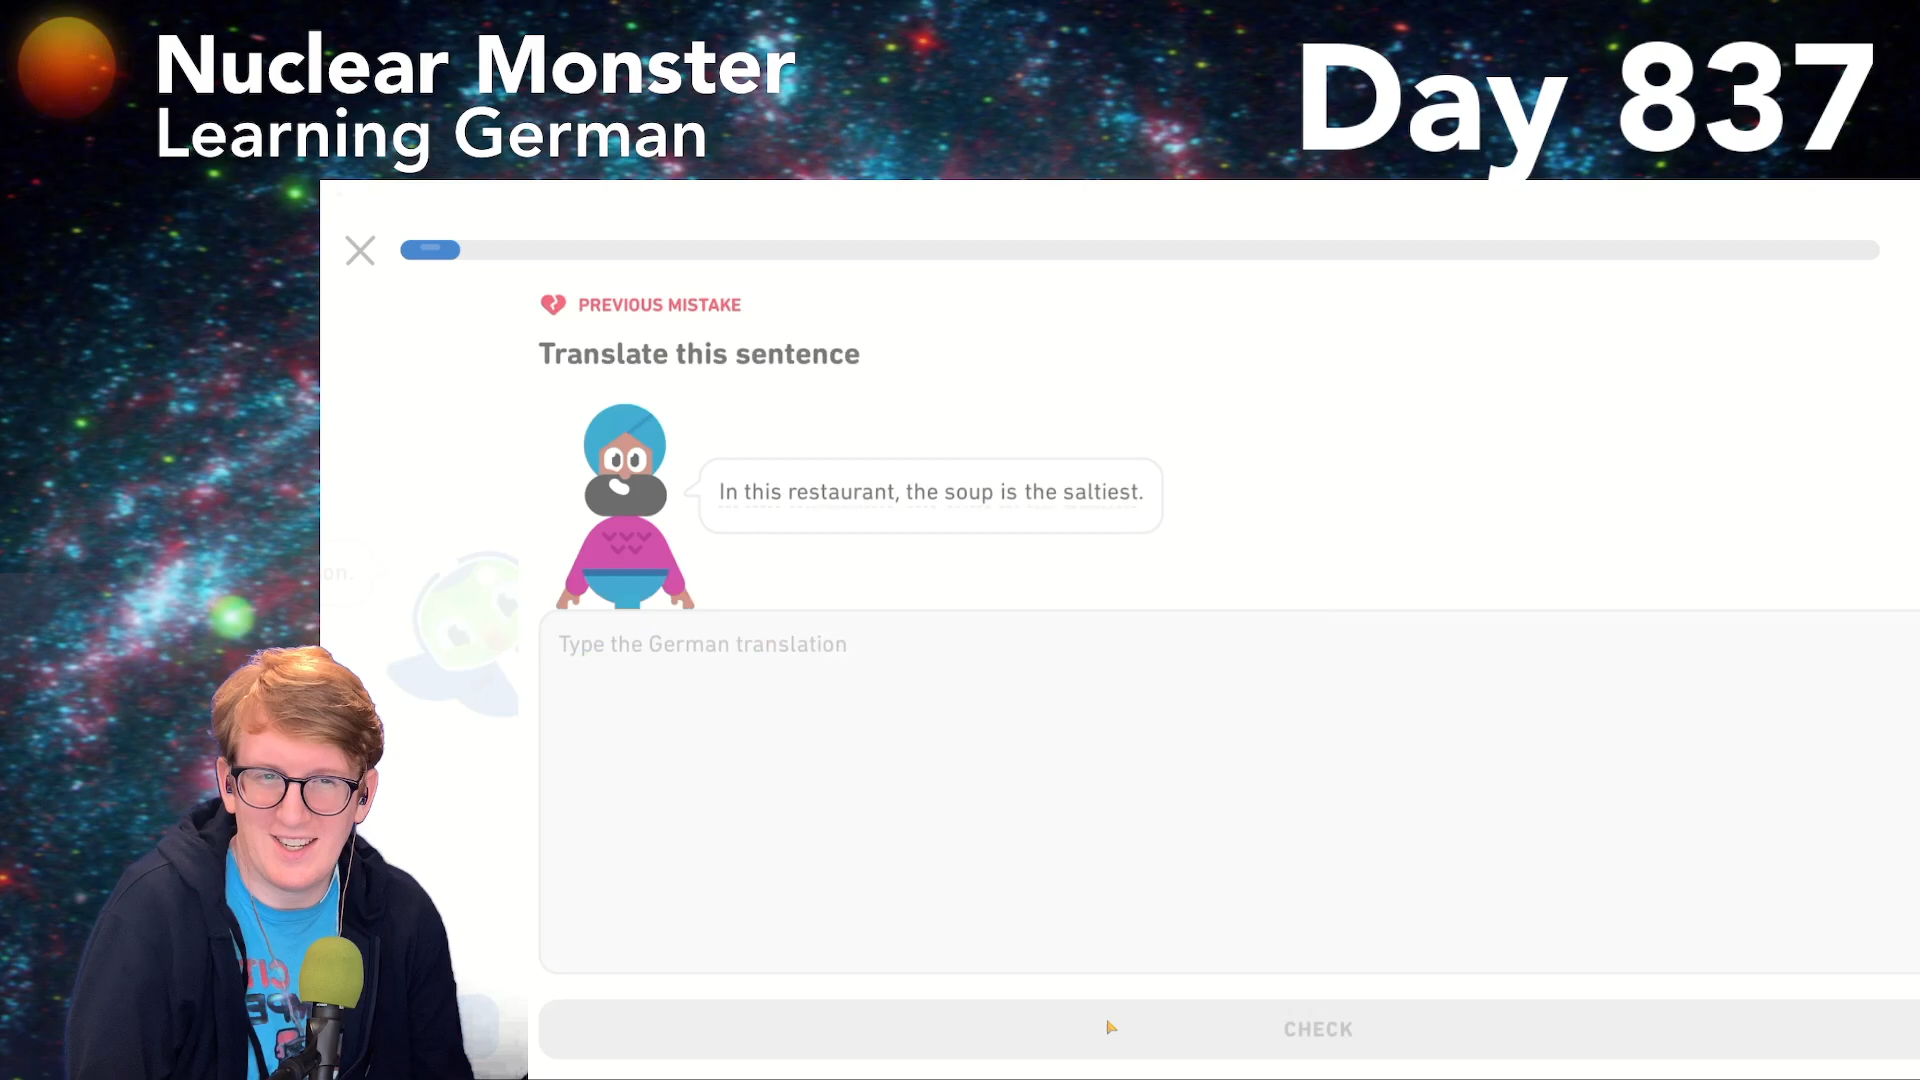 Nuclear Monster
Learning German
Day 837
PREVIOUS MISTAKE
Translate this sentence
In this restaurant, the soup is the saltiest.
on.
Type the German translation
CHECK